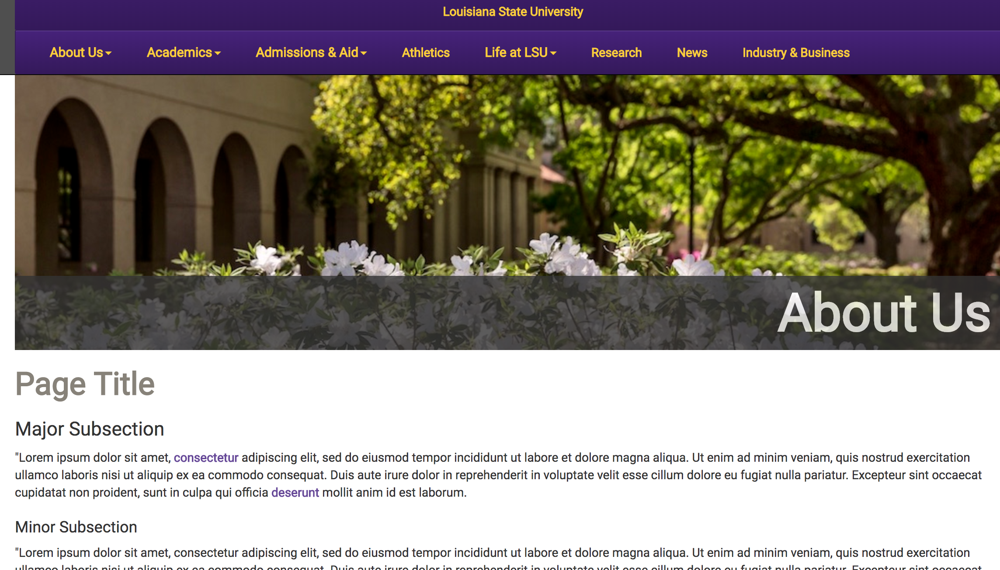 Louisiana State University
About Us Academics Admissions & Aid Athletics Life at LSU Research News Industry & Business
About Us
Page Title
Major Subsection
"Lorem ipsum dolor sit amet, consectetur adipiscing elit, sed do eiusmod tempor incididunt ut labore et dolore magna aliqua. Ut enim ad minim veniam, quis nostrud exercitation
ullamco laboris nisi ut aliquip ex ea commodo consequat. Duis aute irure dolor in reprehenderit in voluptate velit esse cillum dolore eu fugiat nulla pariatur. Excepteur sint occaecat
cupidatat non proident, sunt in culpa qui officia deserunt mollit anim id est laborum.
Minor Subsection
"Lorem ipsum dolor sit amet, consectetur adipiscing elit, sed do eiusmod tempor incididunt ut labore et dolore magna aliqua. Ut enim ad minim veniam, quis nostrud exercitation
ullamco laboris nisi ut aliquip ex ea commodo consequat. Duis aute irure dolor in reprehenderit in voluptate velit esse cillum dolore eu fugiat nulla pariatur. Excepteur sint occaecat